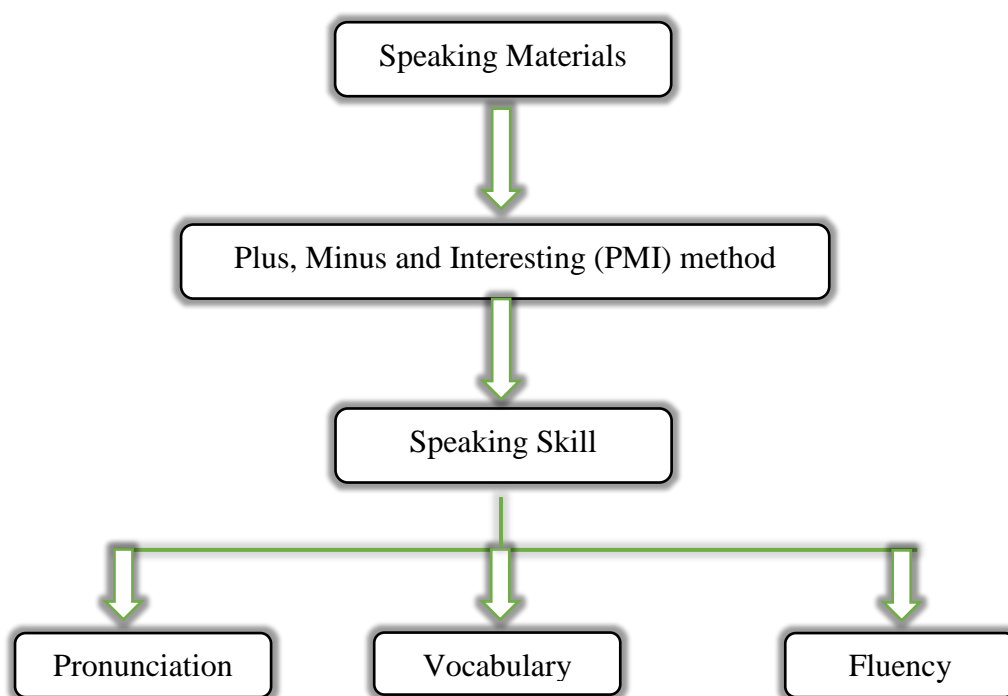 Speaking Materials
Plus, Minus and Interesting (PMI) method
Speaking Skill
Pronunciation
Vocabulary
Fluency